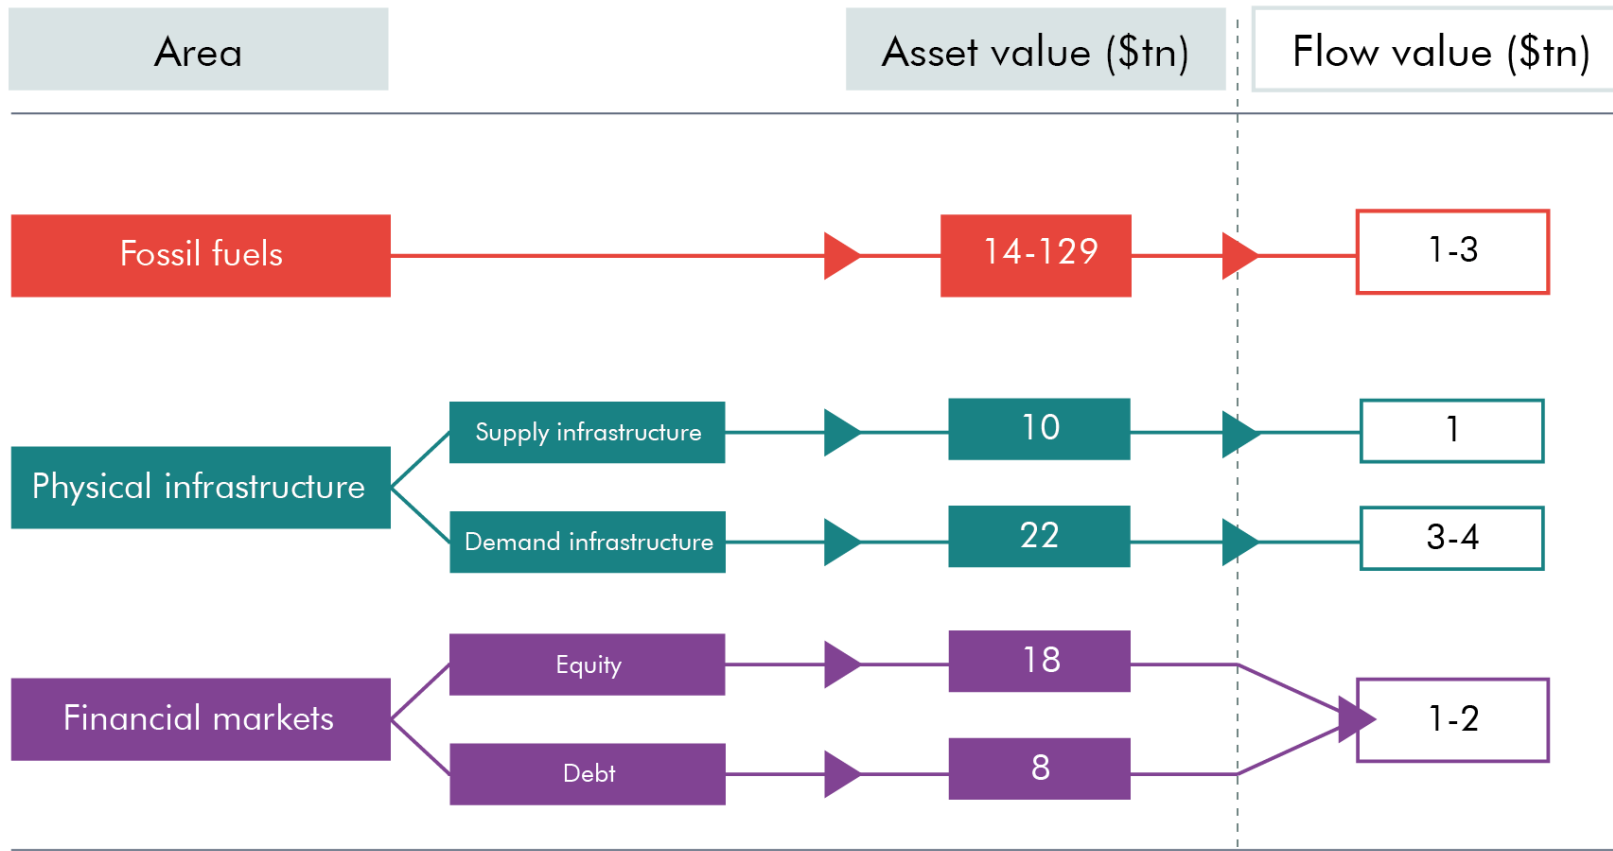 Area
Asset value ($tn)
Flow value ($tn)
Fossil fuels
14-129
1-3
Physical infrastructure
Supply infrastructure
10
1
Demand infrastructure
22
3-4
Financial markets
Equity
18
Debt
8
1-2